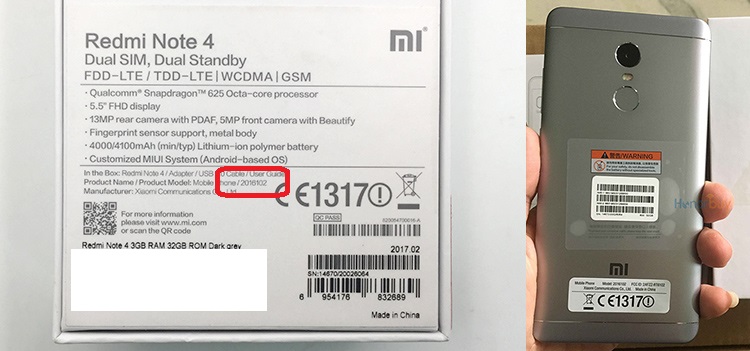 Redmi Note 4
Dual SIM, Dual Standby
FDD-LTE / TDD-LTE | WCDMA | GSM
• Qualcomm® Snapdragon™ 625 Octa-core processor
• 5.5" FHD display
• 13MP rear camera with PDAF, 5MP front camera with Beautify
• Fingerprint sensor support, metal body
• 4000/4100mAh (min/typ) Lithium-ion polymer battery
• Customized MIUI System (Android-based OS)
In the Box: Redmi Note 4 / Adapter / USB Cable / User Guide
Product Name / Product Model: Mobile Phone / 2016102
Manufacturer: Xiaomi Communications Ltd.
mi
CE1317
For more information
please visit www.mi.com
or scan the QR code
QC PASS
Redmi Note 4 3GB RAM 32GB ROM Dark grey
2017.02
SN:14670/20026064
6 954176 832689
Made in China
警告/WARNING
mi
Mobile Phone Model: 2016102
Xiaomi Communications Co., Ltd.
Made in China
CE1317